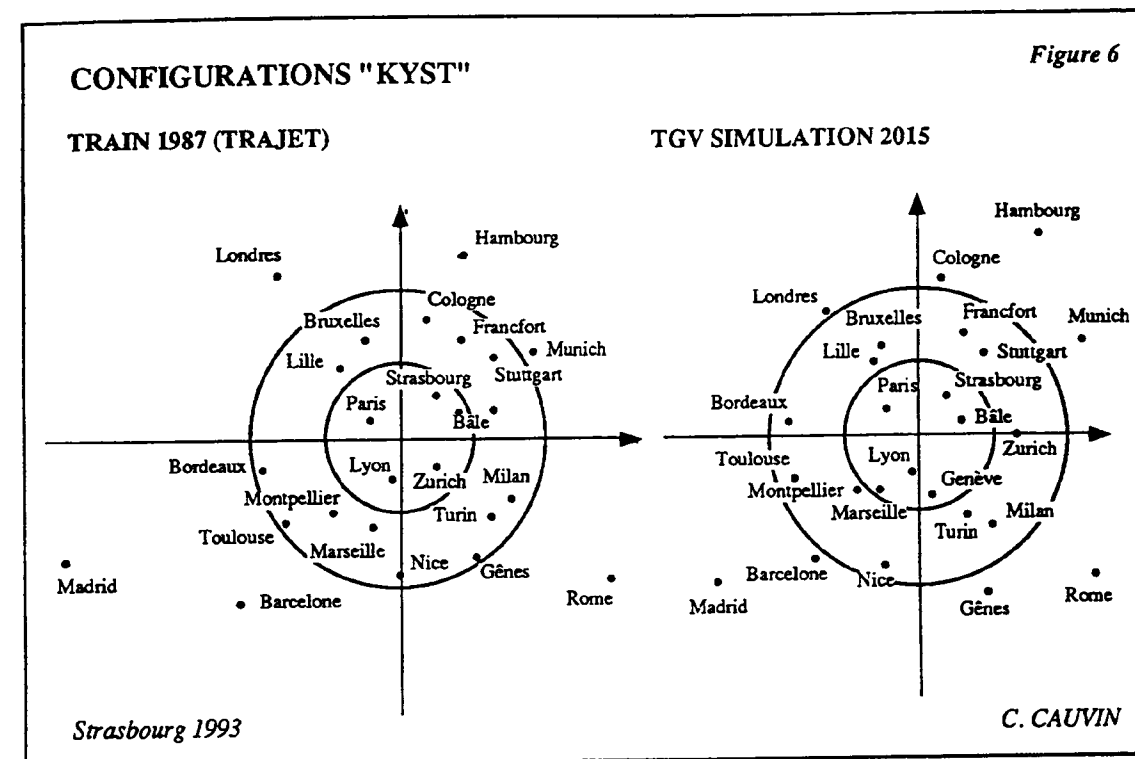 Figure 6
CONFIGURATIONS "KYST"
TRAIN 1987 (TRAJET)
TGV SIMULATION 2015
Londres
Hambourg
Cologne
Bruxelles
Francfort
Lille
Munich
Stuttgart
Strasbourg
Paris
Bâle
Bordeaux
Lyon
Zurich
Milan
Montpellier
Turin
Toulouse
Marseille
Nice
Gênes
Madrid
Barcelone
Rome
Hambourg
Cologne
Londres
Bruxelles
Francfort
Munich
Lille
Stuttgart
Paris
Strasbourg
Bordeaux
Bâle
Zurich
Toulouse
Lyon
Genève
Montpellier
Marseille
Turin
Milan
Barcelone
Nice
Madrid
Gênes
Rome
Strasbourg 1993
C. CAUVIN